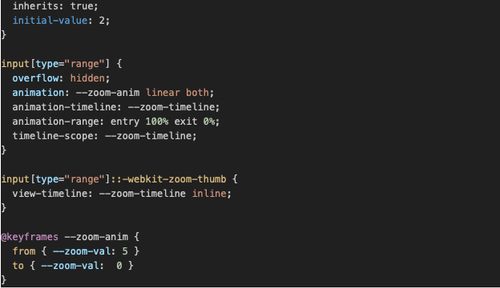 inherits: true;
initial-value: 2;
}
input[type="range"] {
overflow: hidden;
animation: --zoom-anim linear both;
animation-timeline: --zoom-timeline;
animation-range: entry 100% exit 0%;
timeline-scope: --zoom-timeline;
}
input[type="range"]::-webkit-zoom-thumb {
view-timeline: --zoom-timeline inline;
}
@keyframes --zoom-anim {
from { --zoom-val: 5 }
to { --zoom-val:  0 }
}